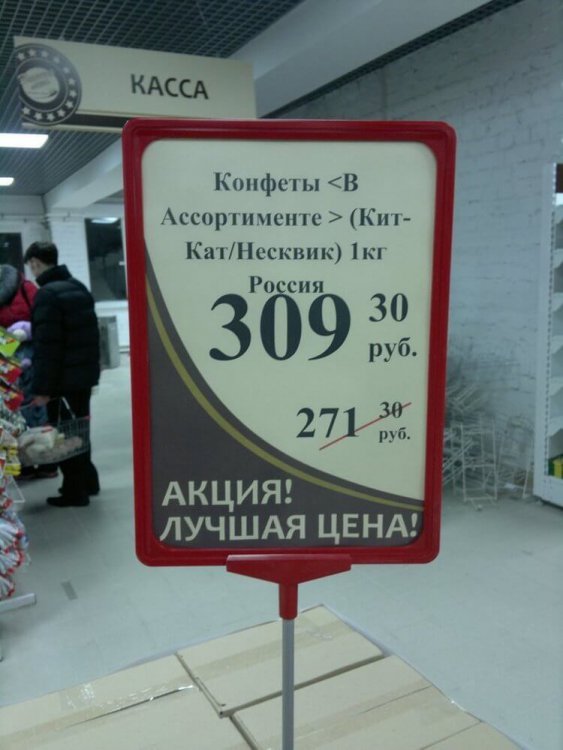 КАССА
Конфеты <В
Ассортименте > (Кит-
Кат/Несквик) 1кг
Россия
309 30
руб.
271 30
руб.
АКЦИЯ!
ЛУЧШАЯ ЦЕНА!